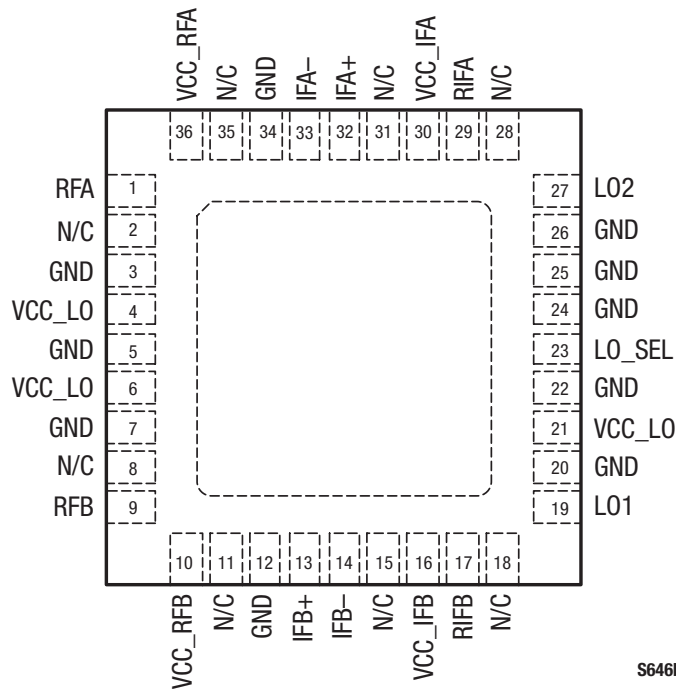 VCC_RFA
N/C
GND
IFA–
IFA+
N/C
VCC_IFA
RIFA
N/C
36 35 34 33 32 31 30 29 28
RFA 1
N/C 2
GND 3
VCC_LO 4
GND 5
VCC_LO 6
GND 7
N/C 8
RFB 9
27 LO2
26 GND
25 GND
24 GND
23 LO_SEL
22 GND
21 VCC_LO
20 GND
19 LO1
10 11 12 13 14 15 16 17 18
VCC_RFB
N/C
GND
IFB+
IFB–
N/C
VCC_IFB
RIFB
N/C